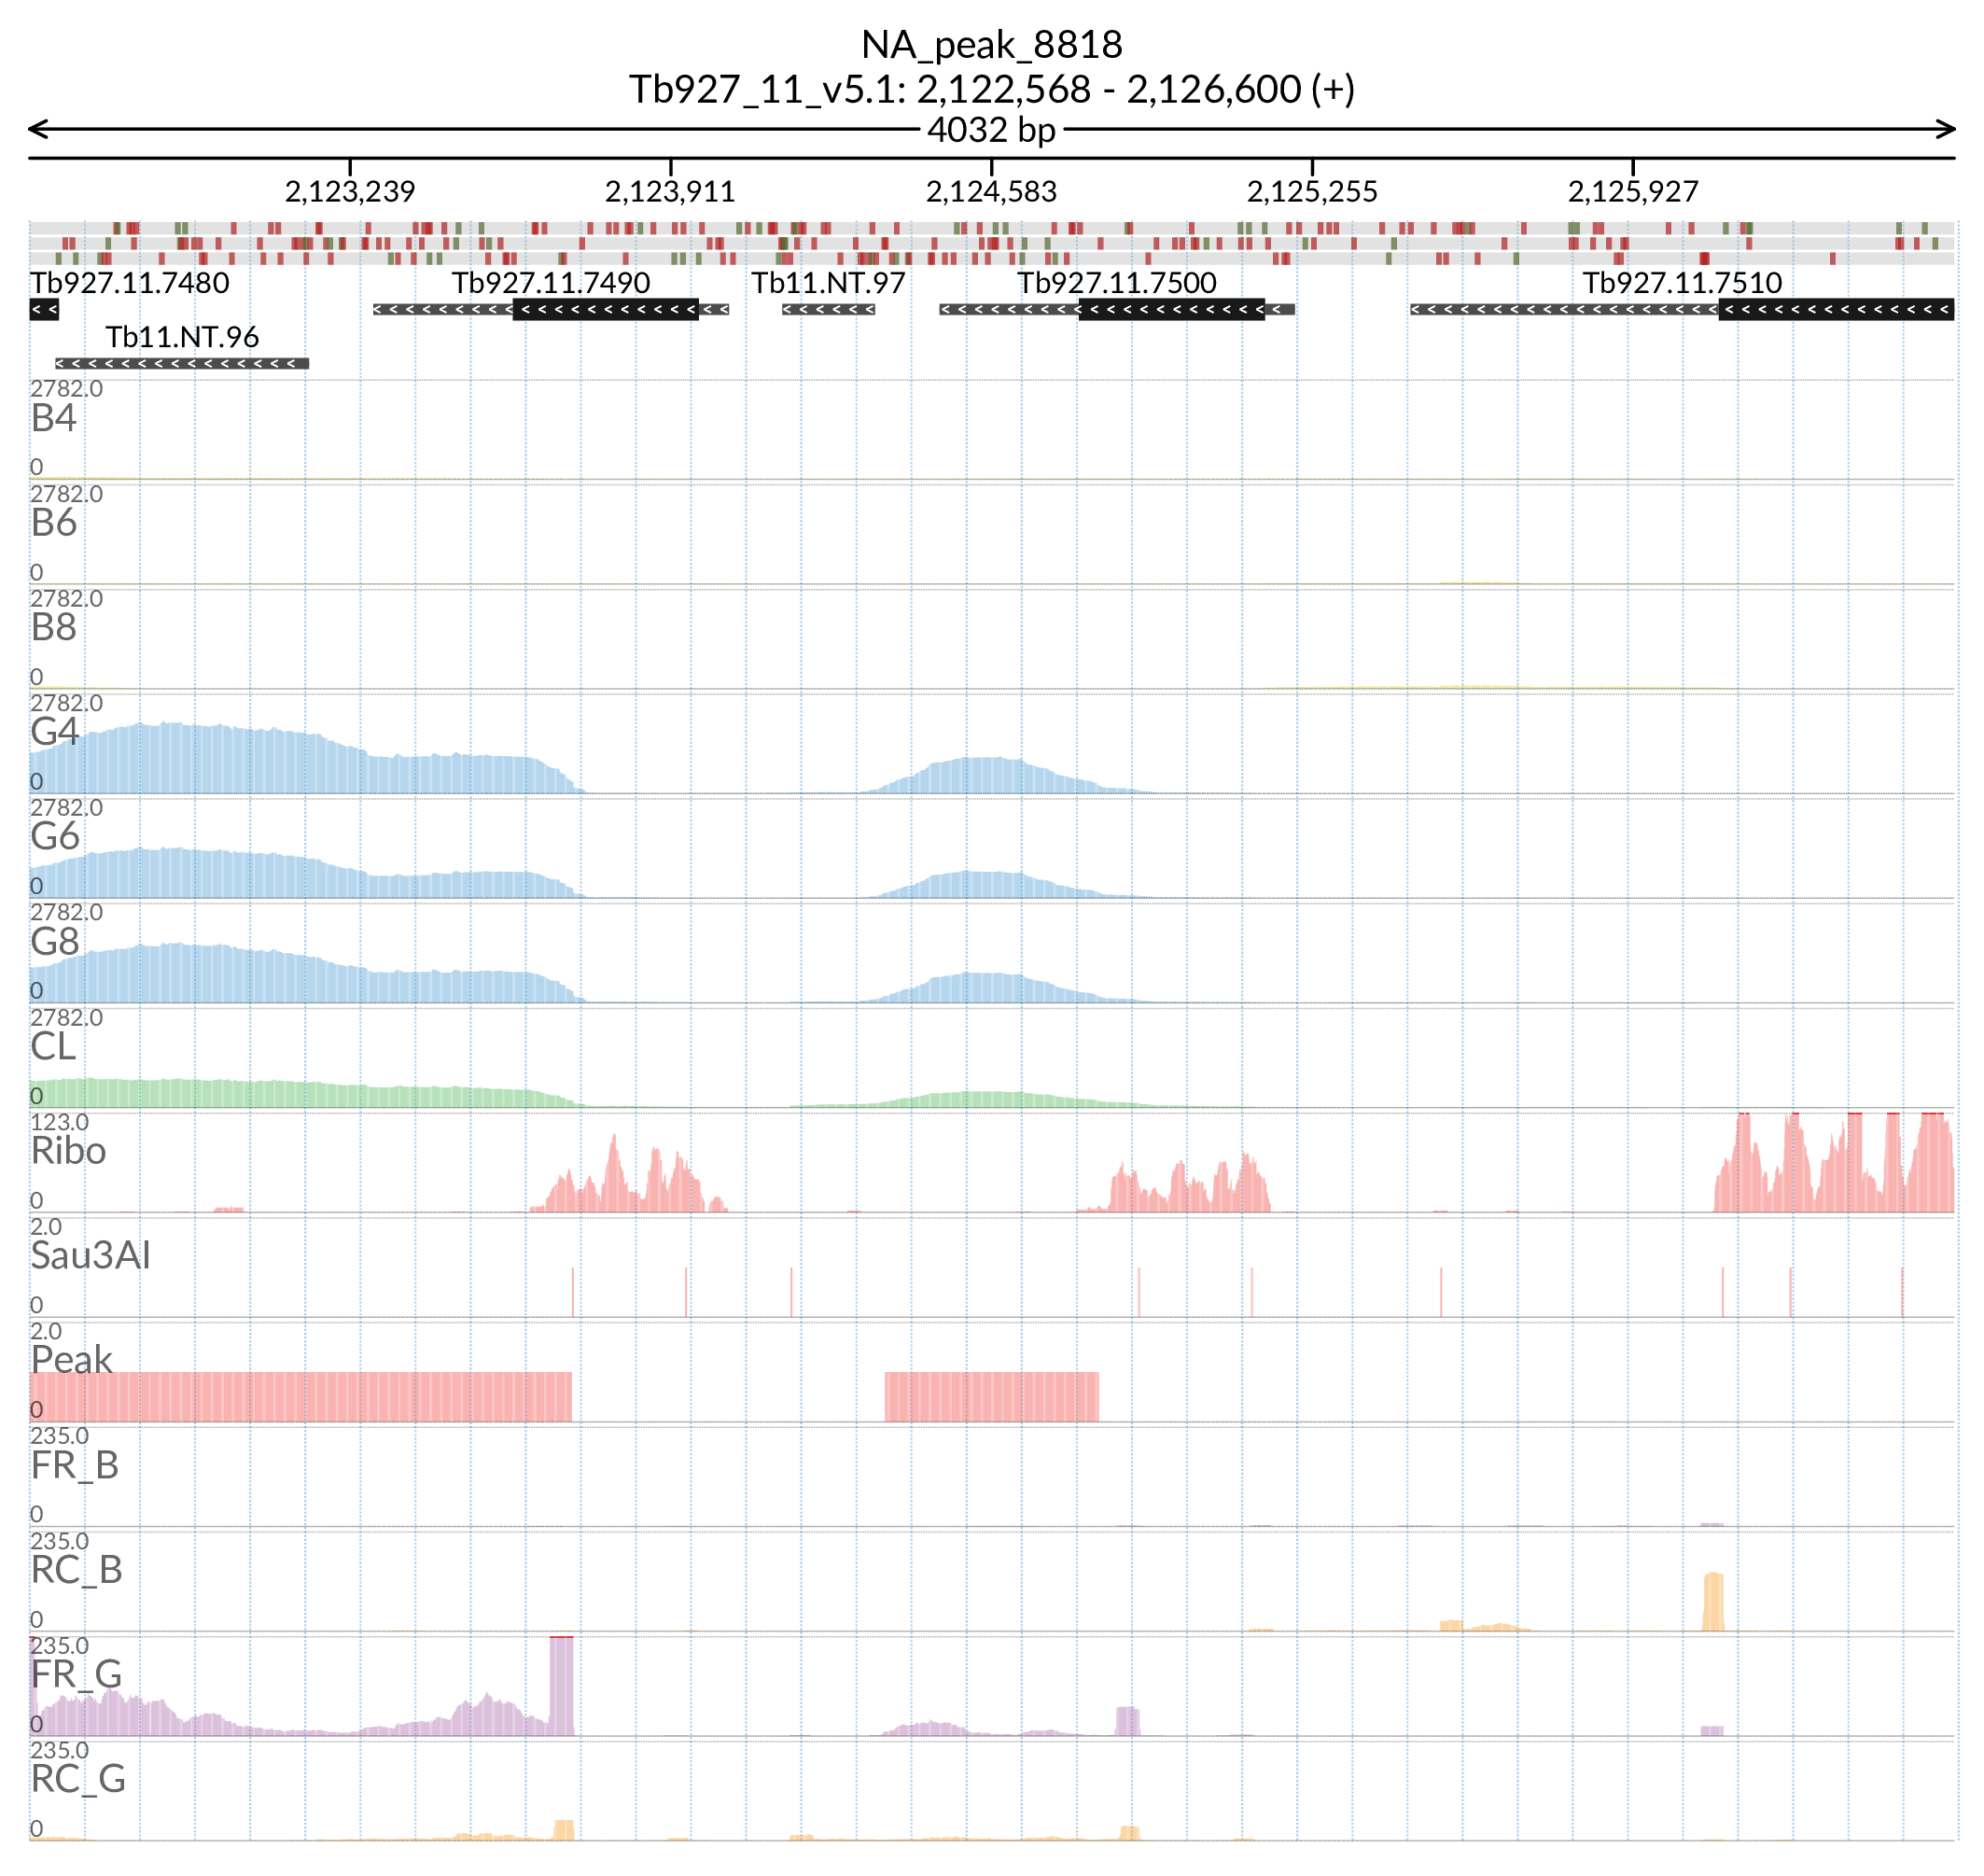 NA_peak_8818
Tb927_11_v5.1: 2,122,568 - 2,126,600 (+)
4032 bp
2,123,239 2,123,911 2,124,583 2,125,255 2,125,927
Tb927.11.7480 Tb927.11.7490 Tb11.NT.97 Tb927.11.7500 Tb927.11.7510
Tb11.NT.96
2782.0
B4
0
2782.0
B6
0
2782.0
B8
0
2782.0
G4
0
2782.0
G6
0
2782.0
G8
0
2782.0
CL
0
123.0
Ribo
0
2.0
Sau3AI
0
2.0
Peak
0
235.0
FR_B
0
235.0
RC_B
0
235.0
FR_G
0
235.0
RC_G
0